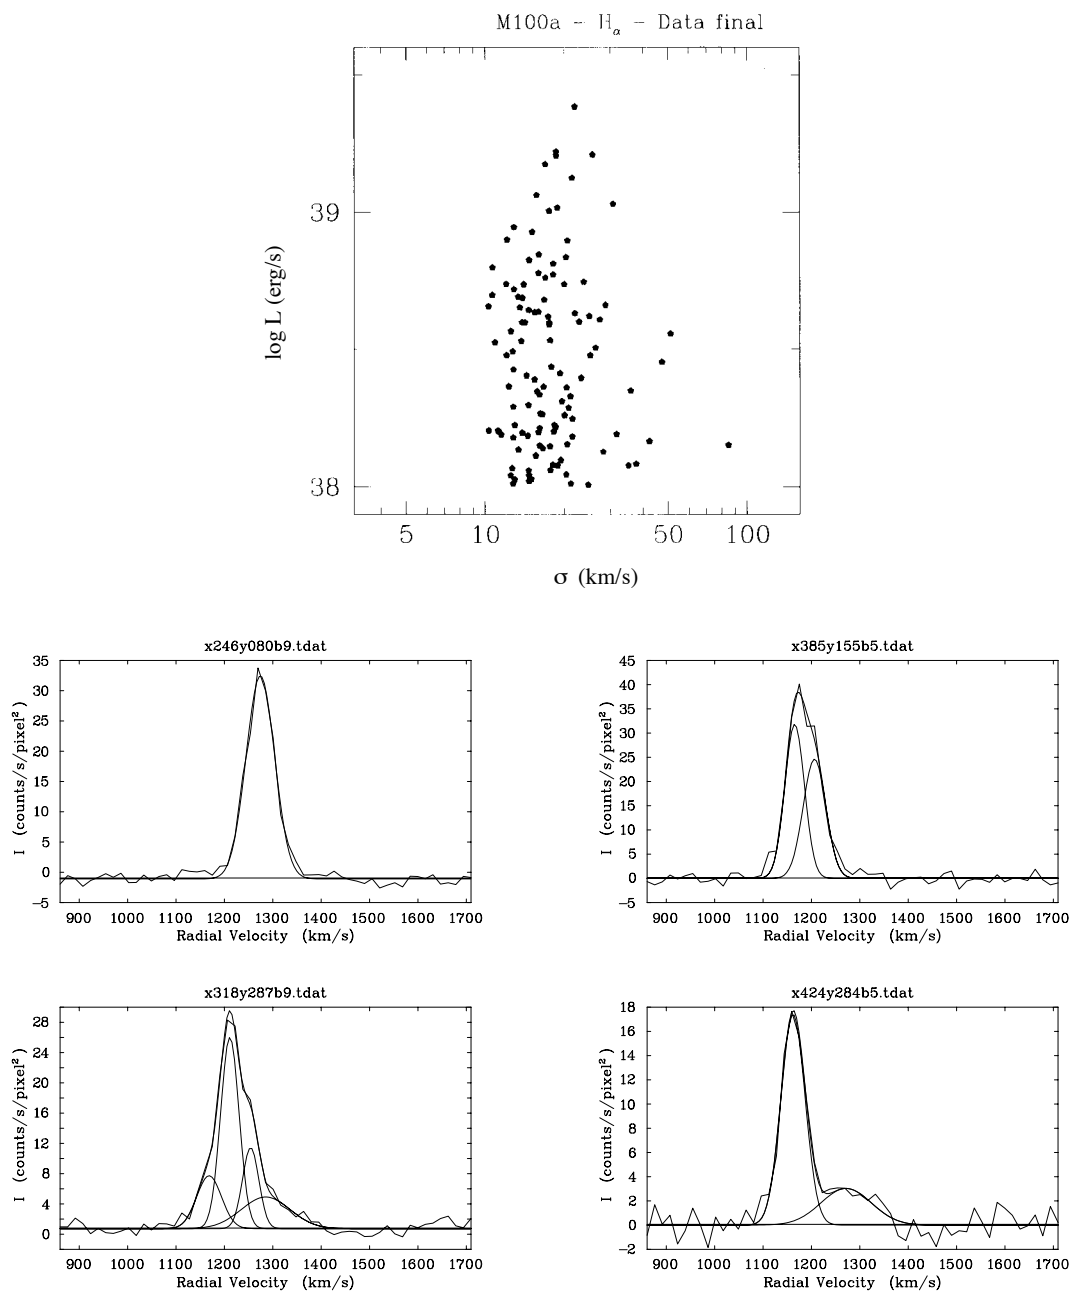 M100a – Hα – Data final
39
38
log L (erg/s)
5 10 50 100
σ (km/s)
x246y080b9.tdat
35
30
25
20
15
10
5
0
−5
I (counts/s/pixel²)
900 1000 1100 1200 1300 1400 1500 1600 1700
Radial Velocity (km/s)
x385y155b5.tdat
45
40
35
30
25
20
15
10
5
0
−5
I (counts/s/pixel²)
900 1000 1100 1200 1300 1400 1500 1600 1700
Radial Velocity (km/s)
x318y287b9.tdat
28
24
20
16
12
8
4
0
I (counts/s/pixel²)
900 1000 1100 1200 1300 1400 1500 1600 1700
Radial Velocity (km/s)
x424y284b5.tdat
18
16
14
12
10
8
6
4
2
0
−2
I (counts/s/pixel²)
900 1000 1100 1200 1300 1400 1500 1600 1700
Radial Velocity (km/s)